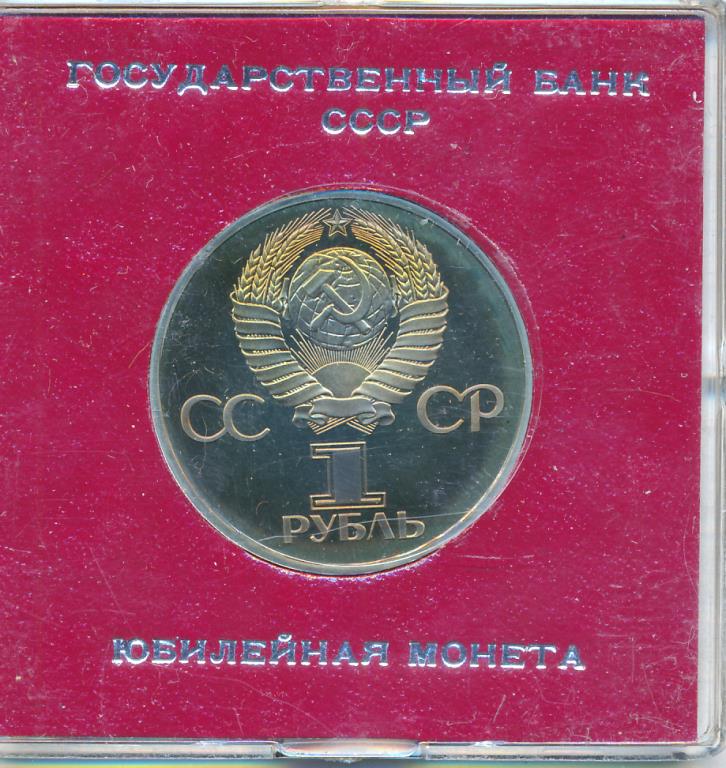 ГОСУДАРСТВЕННЫЙ БАНК
СССР
СС СР
1
РУБЛЬ
ЮБИЛЕЙНАЯ МОНЕТА